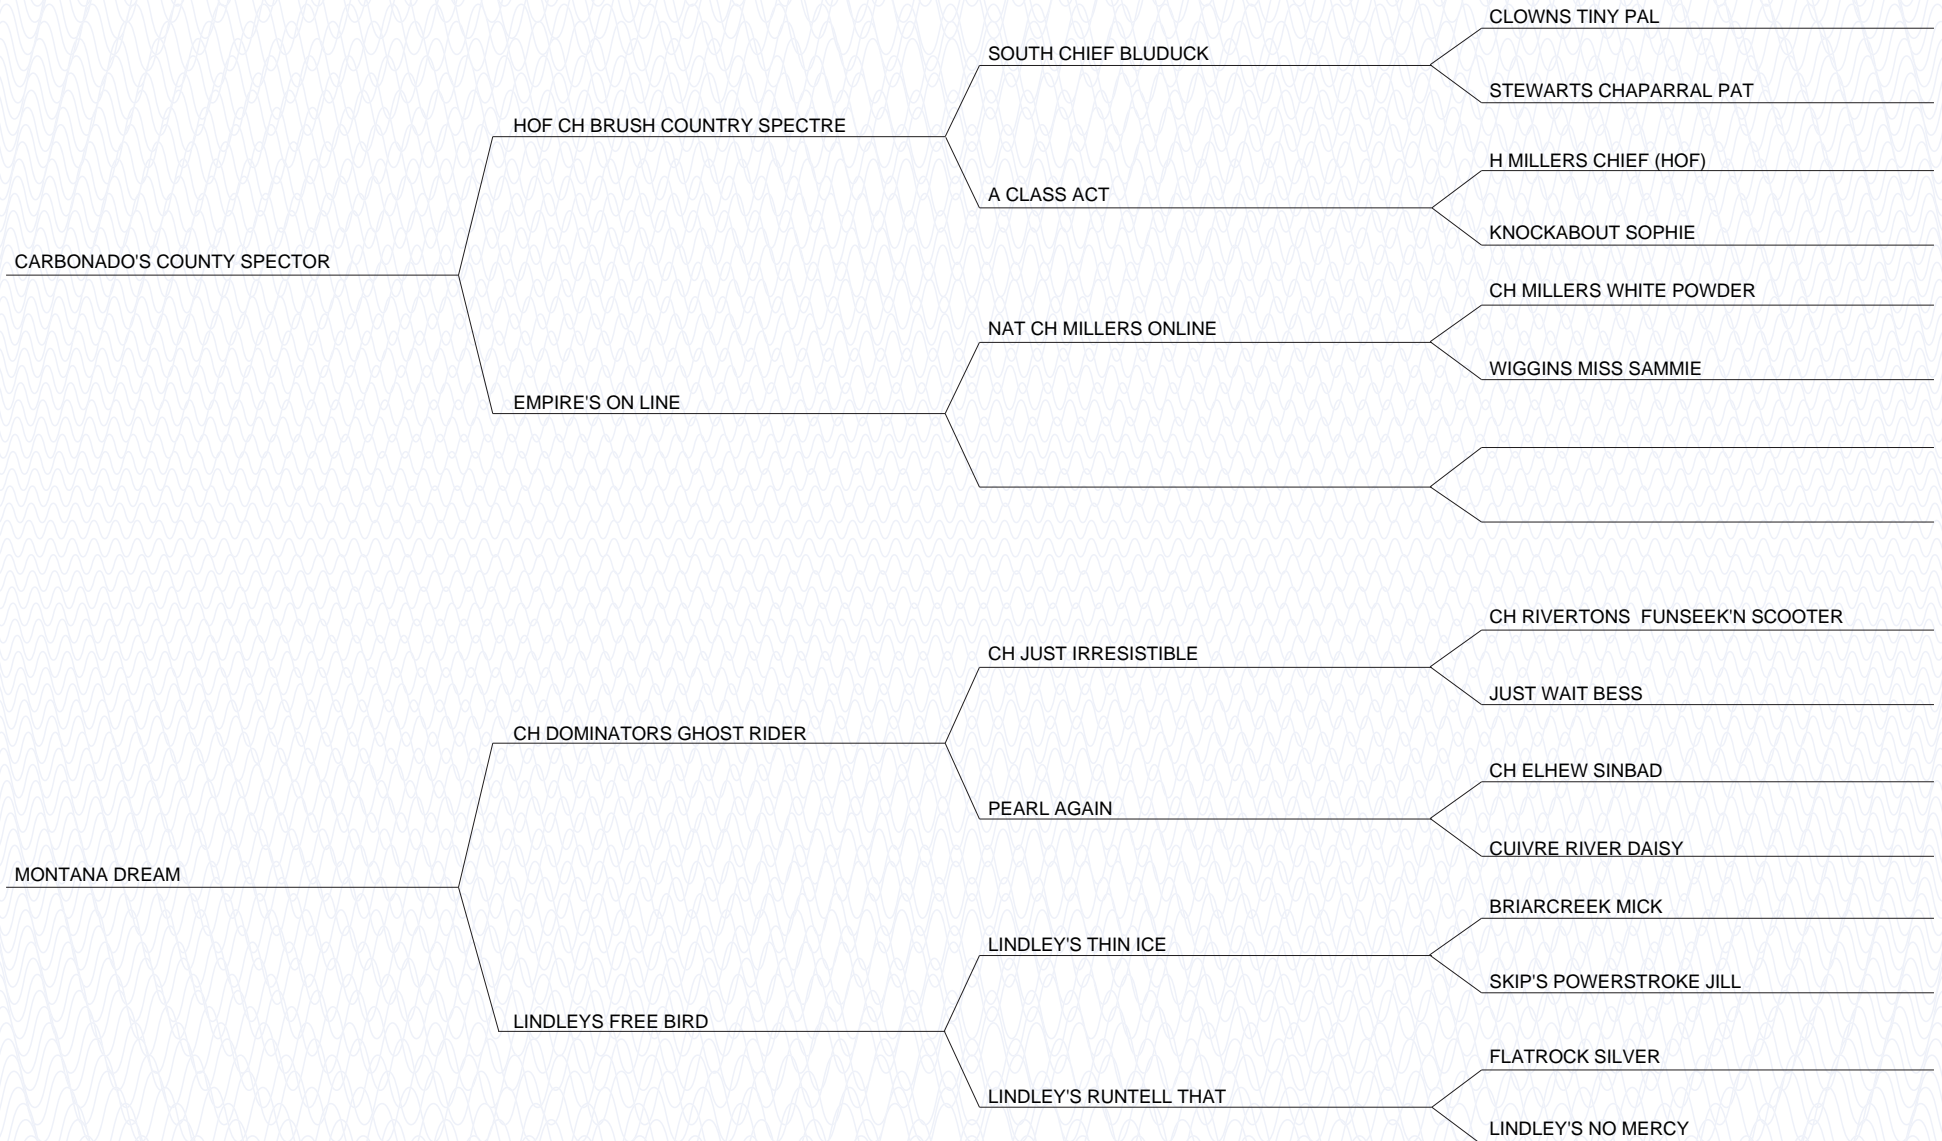 CLOWNS TINY PAL
SOUTH CHIEF BLUDUCK
STEWARTS CHAPARRAL PAT
HOF CH BRUSH COUNTRY SPECTRE
H MILLERS CHIEF (HOF)
A CLASS ACT
KNOCKABOUT SOPHIE
CARBONADO'S COUNTY SPECTOR
CH MILLERS WHITE POWDER
NAT CH MILLERS ONLINE
WIGGINS MISS SAMMIE
EMPIRE'S ON LINE
CH RIVERTONS  FUNSEEK'N SCOOTER
CH JUST IRRESISTIBLE
JUST WAIT BESS
CH DOMINATORS GHOST RIDER
CH ELHEW SINBAD
PEARL AGAIN
CUIVRE RIVER DAISY
MONTANA DREAM
BRIARCREEK MICK
LINDLEY'S THIN ICE
SKIP'S POWERSTROKE JILL
LINDLEYS FREE BIRD
FLATROCK SILVER
LINDLEY'S RUNTELL THAT
LINDLEY'S NO MERCY